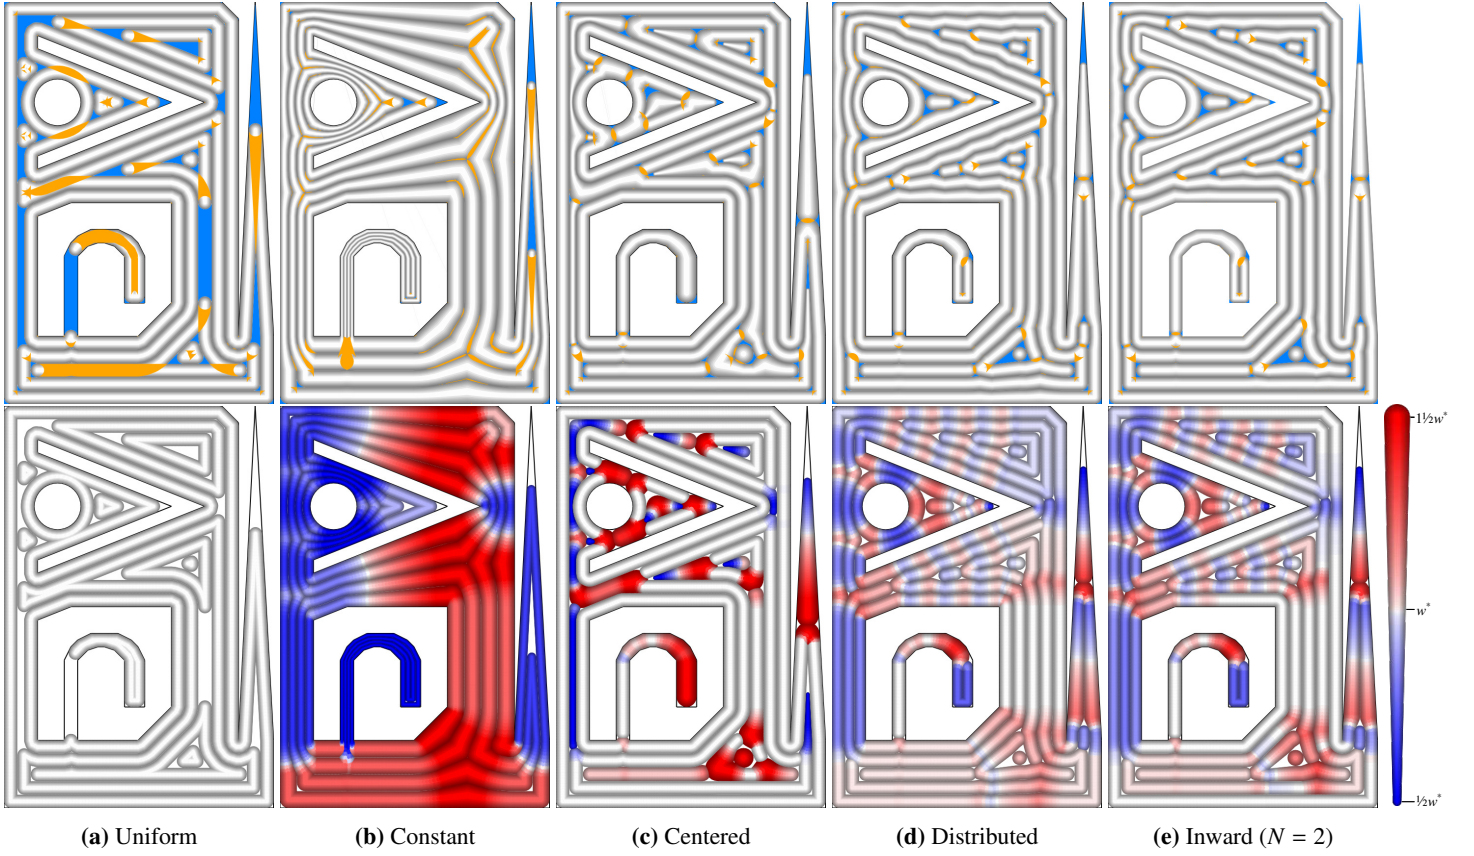 1½w*
w*
½w*
(a) Uniform
(b) Constant
(c) Centered
(d) Distributed
(e) Inward (N = 2)